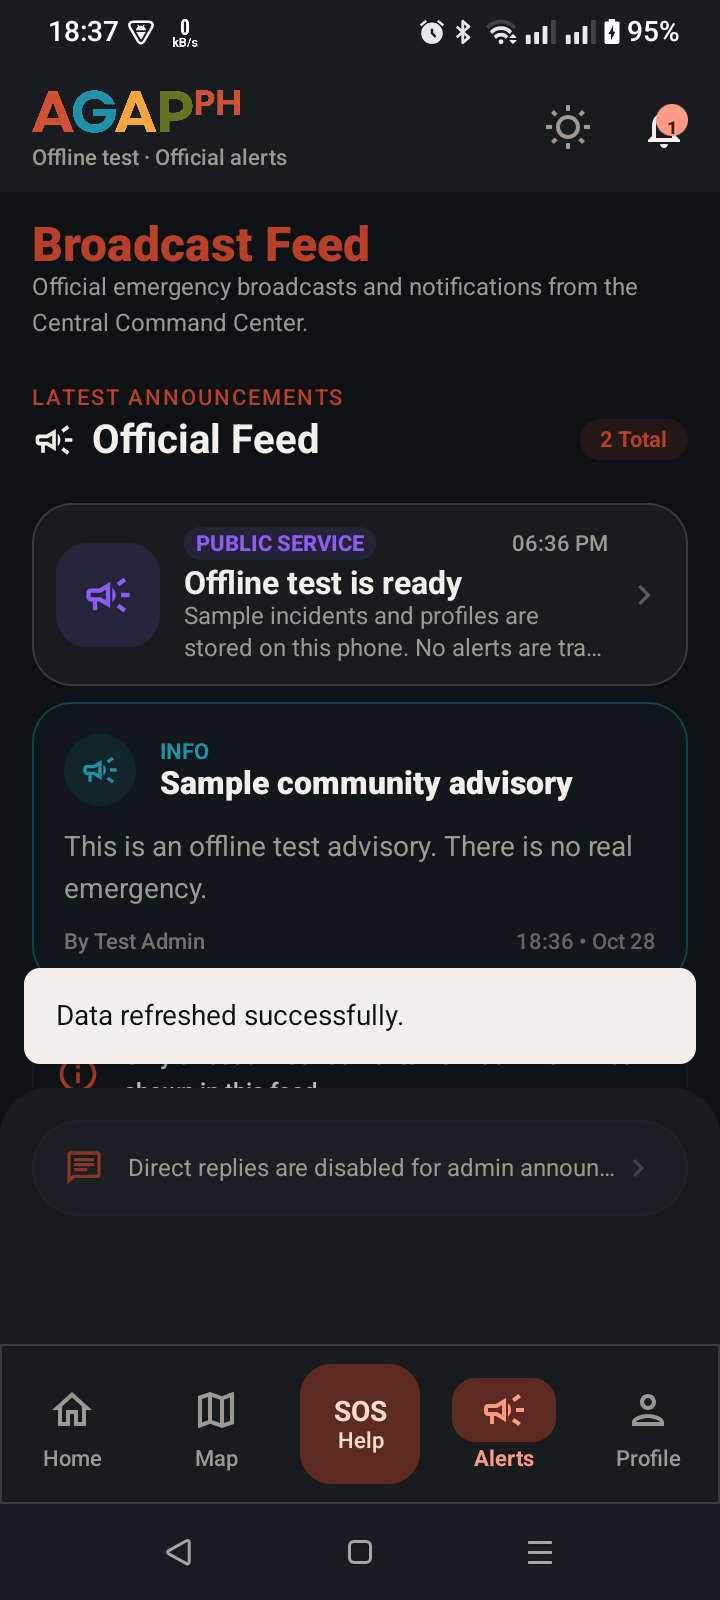 18:37
0
kB/s
95%
AGAPPH
Offline test · Official alerts
1
Broadcast Feed
Official emergency broadcasts and notifications from the
Central Command Center.
LATEST ANNOUNCEMENTS
Official Feed
2 Total
PUBLIC SERVICE
06:36 PM
Offline test is ready
Sample incidents and profiles are
stored on this phone. No alerts are tra...
INFO
Sample community advisory
This is an offline test advisory. There is no real
emergency.
By Test Admin
18:36 • Oct 28
Data refreshed successfully.
shown in this feed
Direct replies are disabled for admin announ...
SOS
Help
Home
Map
Alerts
Profile